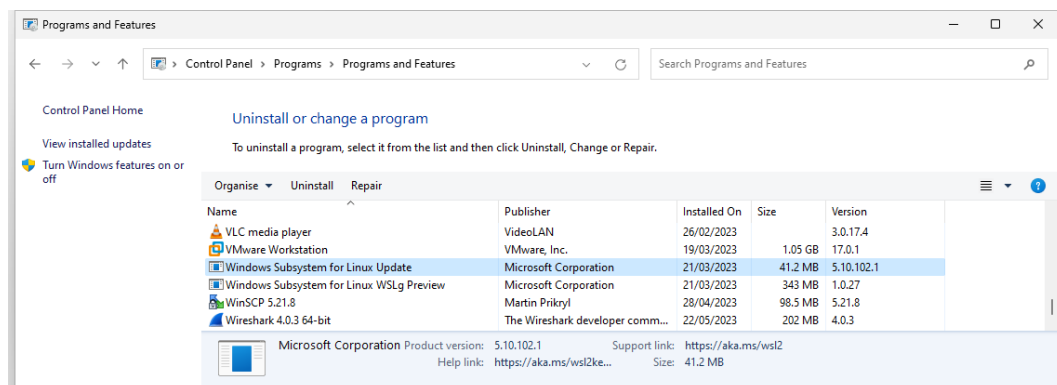 Programs and Features
Control Panel > Programs > Programs and Features
Search Programs and Features
Control Panel Home
View installed updates
Turn Windows features on or
off
Uninstall or change a program
To uninstall a program, select it from the list and then click Uninstall, Change or Repair.
Organise Uninstall Repair
Name Publisher Installed On Size Version
VLC media player VideoLAN 26/02/2023 3.0.17.4
VMware Workstation VMware, Inc. 19/03/2023 1.05 GB 17.0.1
Windows Subsystem for Linux Update Microsoft Corporation 21/03/2023 41.2 MB 5.10.102.1
Windows Subsystem for Linux WSLg Preview Microsoft Corporation 21/03/2023 343 MB 1.0.27
WinSCP 5.21.8 Martin Prikryl 28/04/2023 98.5 MB 5.21.8
Wireshark 4.0.3 64-bit The Wireshark developer comm... 22/05/2023 202 MB 4.0.3
Microsoft Corporation Product version: 5.10.102.1 Support link: https://aka.ms/wsl2
Help link: https://aka.ms/wsl2ke... Size: 41.2 MB